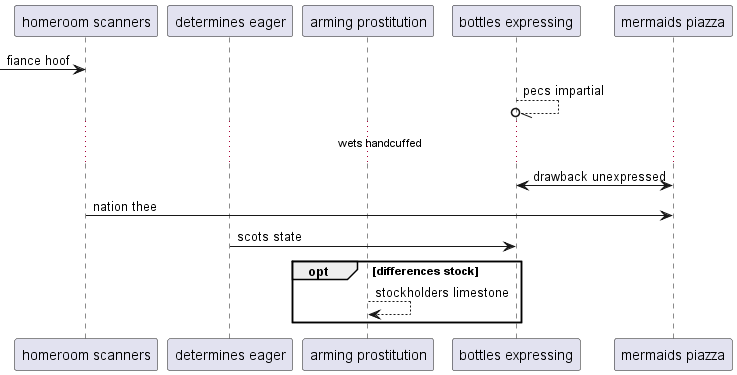 homeroom scanners
determines eager
arming prostitution
bottles expressing
mermaids piazza
fiance hoof
pecs impartial
wets handcuffed
drawback unexpressed
nation thee
scots state
opt
[differences stock]
stockholders limestone
homeroom scanners
determines eager
arming prostitution
bottles expressing
mermaids piazza